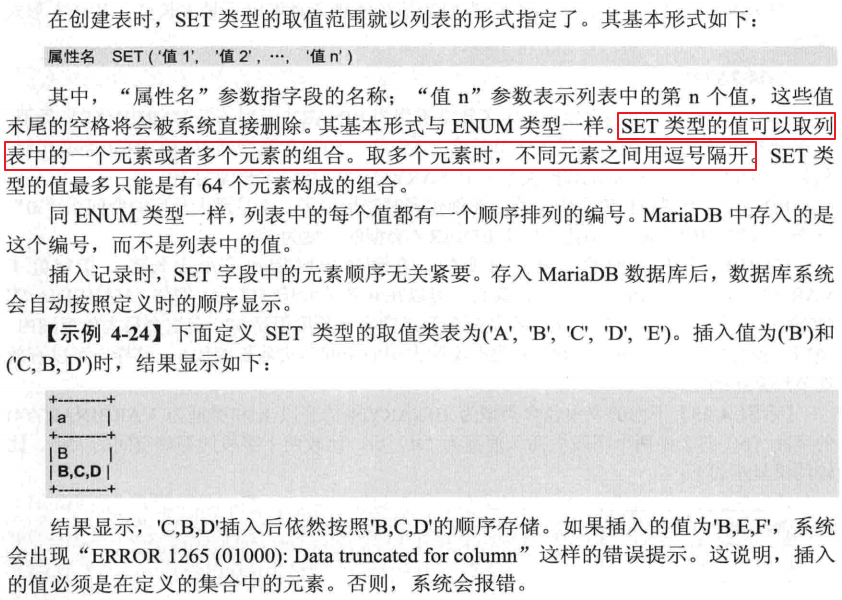 在创建表时，SET 类型的取值范围就以列表的形式指定了。其基本形式如下：
属性名 SET ('值 1', '值 2', …, '值 n')
其中，“属性名”参数指字段的名称；“值 n”参数表示列表中的第 n 个值，这些值
末尾的空格将会被系统直接删除。其基本形式与 ENUM 类型一样。SET 类型的值可以取列
表中的一个元素或者多个元素的组合。取多个元素时，不同元素之间用逗号隔开。SET 类
型的值最多只能是有 64 个元素构成的组合。
同 ENUM 类型一样，列表中的每个值都有一个顺序排列的编号。MariaDB 中存入的是
这个编号，而不是列表中的值。
插入记录时，SET 字段中的元素顺序无关紧要。存入 MariaDB 数据库后，数据库系统
会自动按照定义时的顺序显示。
【示例 4-24】下面定义 SET 类型的取值类表为('A', 'B', 'C', 'D', 'E')。插入值为('B')和
('C, B, D')时，结果显示如下：
+----------+
| a |
+----------+
| B |
| B,C,D |
+----------+
结果显示，'C,B,D'插入后依然按照'B,C,D'的顺序存储。如果插入的值为'B,E,F'，系统
会出现“ERROR 1265 (01000): Data truncated for column”这样的错误提示。这说明，插入
的值必须是在定义的集合中的元素。否则，系统会报错。